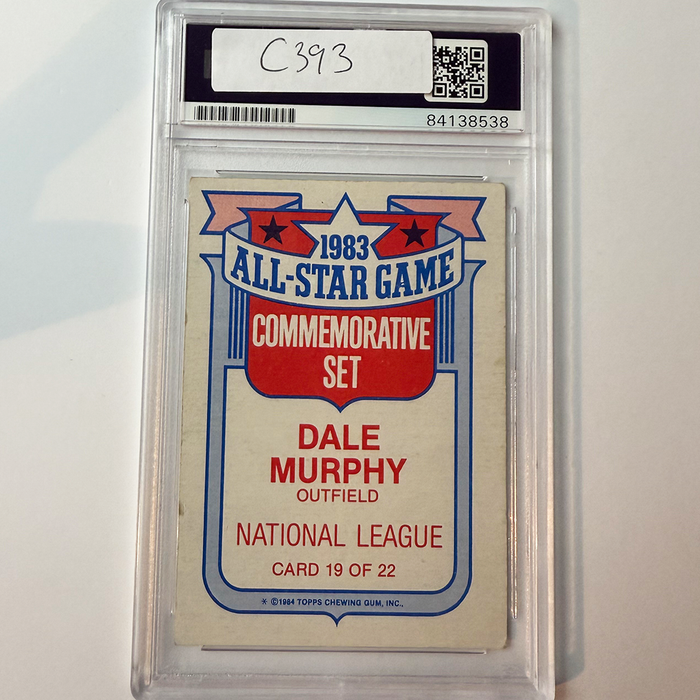 C393
84138538
1983
ALL-STAR GAME
COMMEMORATIVE
SET
DALE
MURPHY
OUTFIELD
NATIONAL LEAGUE
CARD 19 OF 22
* ©1984 TOPPS CHEWING GUM, INC.,